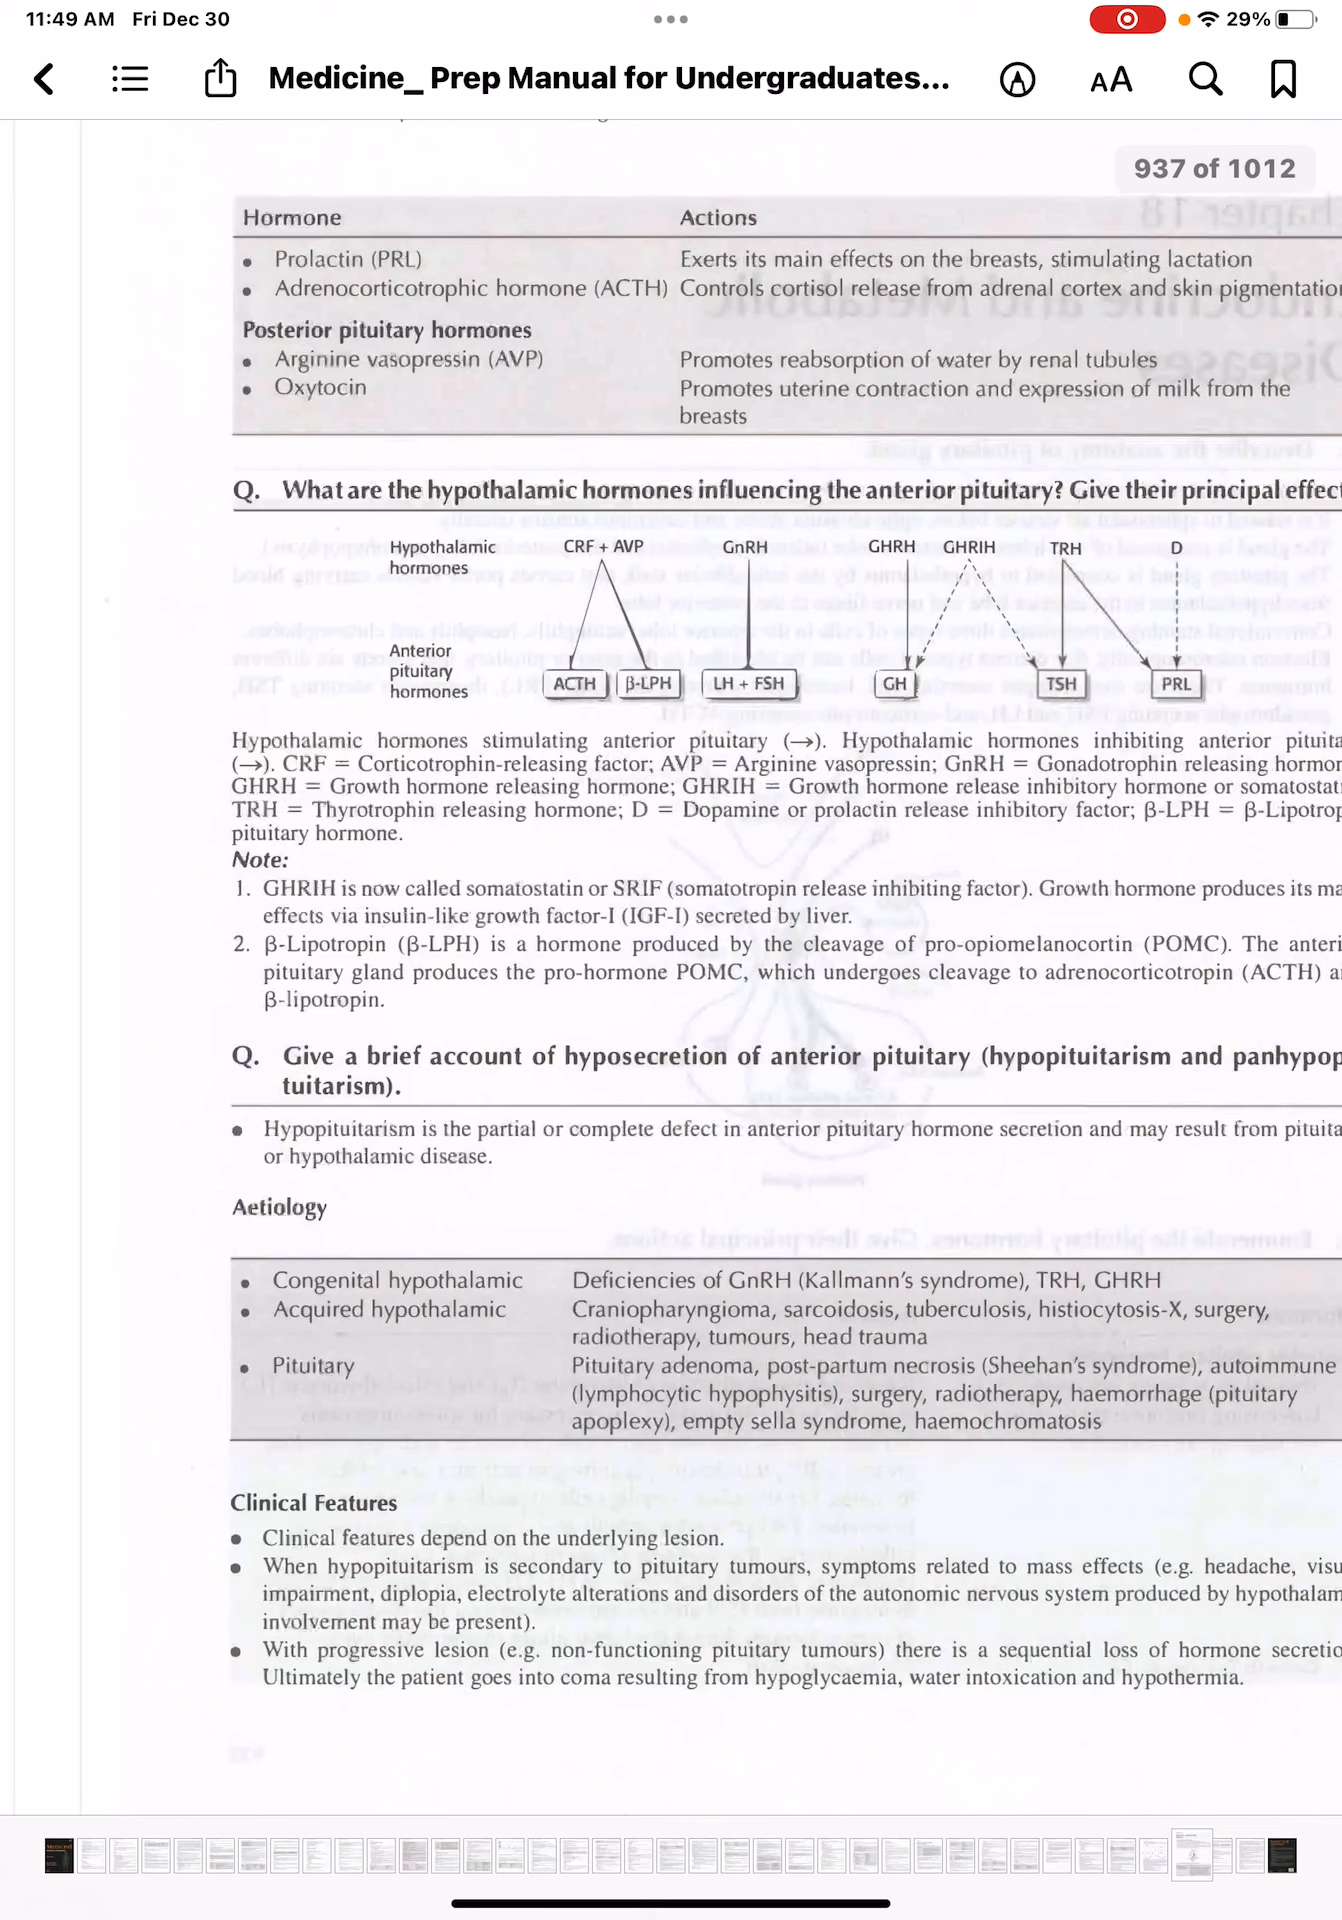 11:49 AM Fri Dec 30
29%
Medicine_ Prep Manual for Undergraduates...
AA
937 of 1012
Hormone Actions
• Prolactin (PRL) Exerts its main effects on the breasts, stimulating lactation
• Adrenocorticotrophic hormone (ACTH) Controls cortisol release from adrenal cortex and skin
Posterior pituitary hormones
• Arginine vasopressin (AVP) Promotes reabsorption of water by renal tubules
• Oxytocin Promotes uterine contraction and expression of milk from the
breasts
Q. What are the hypothalamic hormones influencing the anterior pituitary? Give their principal
Hypothalamic CRF + AVP GnRH GHRH GHRIH TRH D
hormones
Anterior
pituitary
hormones
ACTH β-LPH LH + FSH GH TSH PRL
Hypothalamic hormones stimulating anterior pituitary (→). Hypothalamic hormones inhibiting anterior
(→). CRF = Corticotrophin-releasing factor; AVP = Arginine vasopressin; GnRH = Gonadotrophin releasing
GHRH = Growth hormone releasing hormone; GHRIH = Growth hormone release inhibitory hormone or
TRH = Thyrotrophin releasing hormone; D = Dopamine or prolactin release inhibitory factor; β-LPH =
pituitary hormone.
Note:
1. GHRIH is now called somatostatin or SRIF (somatotropin release inhibiting factor). Growth hormone produces its
effects via insulin-like growth factor-I (IGF-I) secreted by liver.
2. β-Lipotropin (β-LPH) is a hormone produced by the cleavage of pro-opiomelanocortin (POMC). The
pituitary gland produces the pro-hormone POMC, which undergoes cleavage to adrenocorticotropin (ACTH)
β-lipotropin.
Q. Give a brief account of hyposecretion of anterior pituitary (hypopituitarism and panhypop
tuitarism).
• Hypopituitarism is the partial or complete defect in anterior pituitary hormone secretion and may result from
or hypothalamic disease.
Aetiology
• Congenital hypothalamic Deficiencies of GnRH (Kallmann's syndrome), TRH, GHRH
• Acquired hypothalamic Craniopharyngioma, sarcoidosis, tuberculosis, histiocytosis-X, surgery,
radiotherapy, tumours, head trauma
• Pituitary Pituitary adenoma, post-partum necrosis (Sheehan's syndrome), autoimmune
(lymphocytic hypophysitis), surgery, radiotherapy, haemorrhage (pituitary
apoplexy), empty sella syndrome, haemochromatosis
Clinical Features
• Clinical features depend on the underlying lesion.
• When hypopituitarism is secondary to pituitary tumours, symptoms related to mass effects (e.g. headache,
impairment, diplopia, electrolyte alterations and disorders of the autonomic nervous system produced by
involvement may be present).
• With progressive lesion (e.g. non-functioning pituitary tumours) there is a sequential loss of hormone
Ultimately the patient goes into coma resulting from hypoglycaemia, water intoxication and hypothermia.